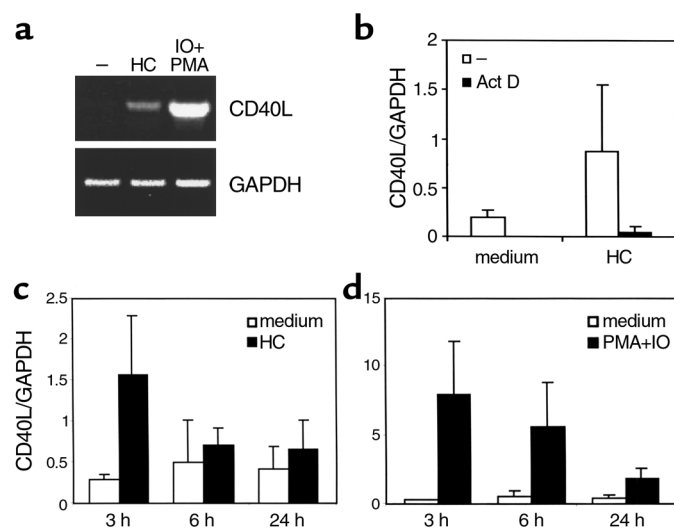 a
– HC IO+
PMA
CD40L
GAPDH
b
CD40L/GAPDH
2
1.5
1
0.5
0
–
Act D
medium HC
c
CD40L/GAPDH
2.5
2
1.5
1
0.5
0
medium
HC
3 h 6 h 24 h
d
15
10
5
0
medium
PMA+IO
3 h 6 h 24 h